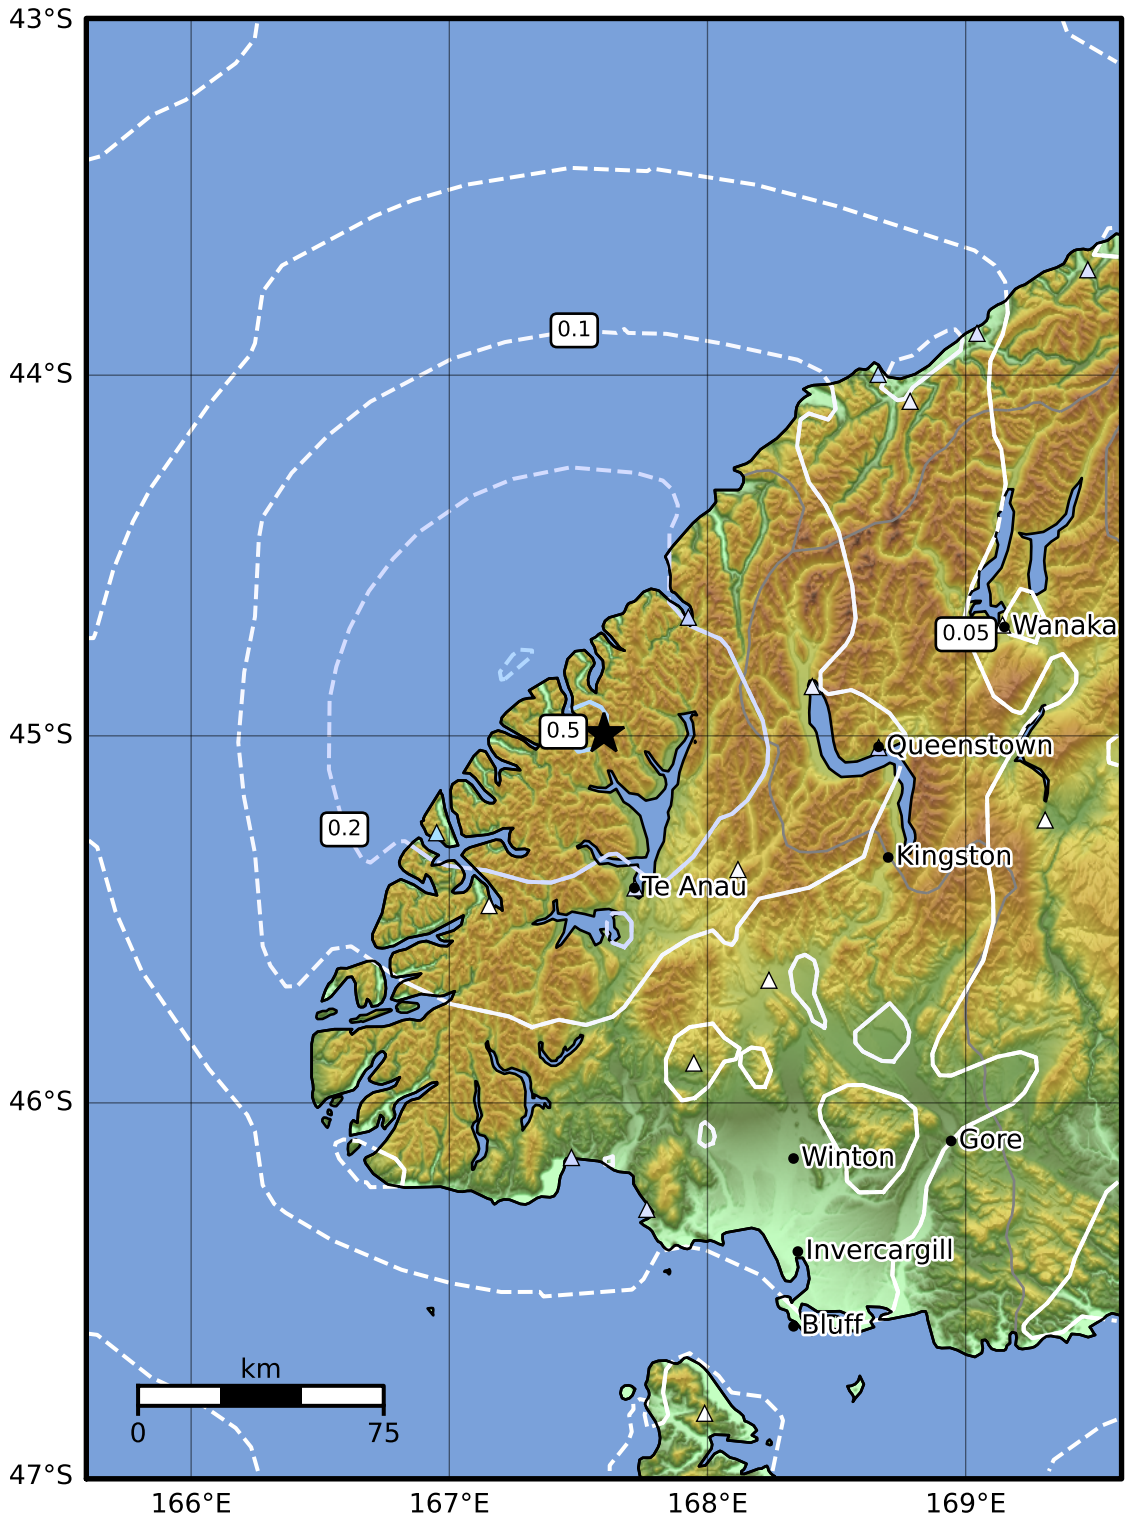 43°S
0.1
44°S
Wanaka
0.05
45°S
0.5
Queenstown
0.2
Kingston
Te Anau
46°S
Gore
Winton
Invercargill
Bluff
km
0
75
47°S
166°E
167°E
168°E
169°E